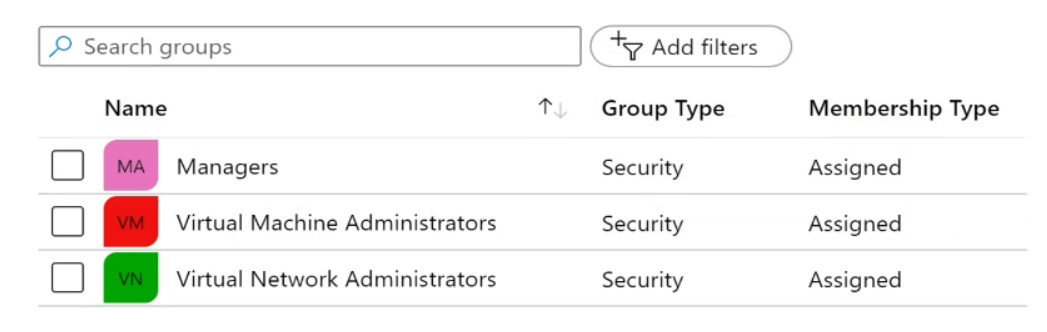 Search groups Add filters
Name Group Type Membership Type
MA Managers Security Assigned
VM Virtual Machine Administrators Security Assigned
VN Virtual Network Administrators Security Assigned